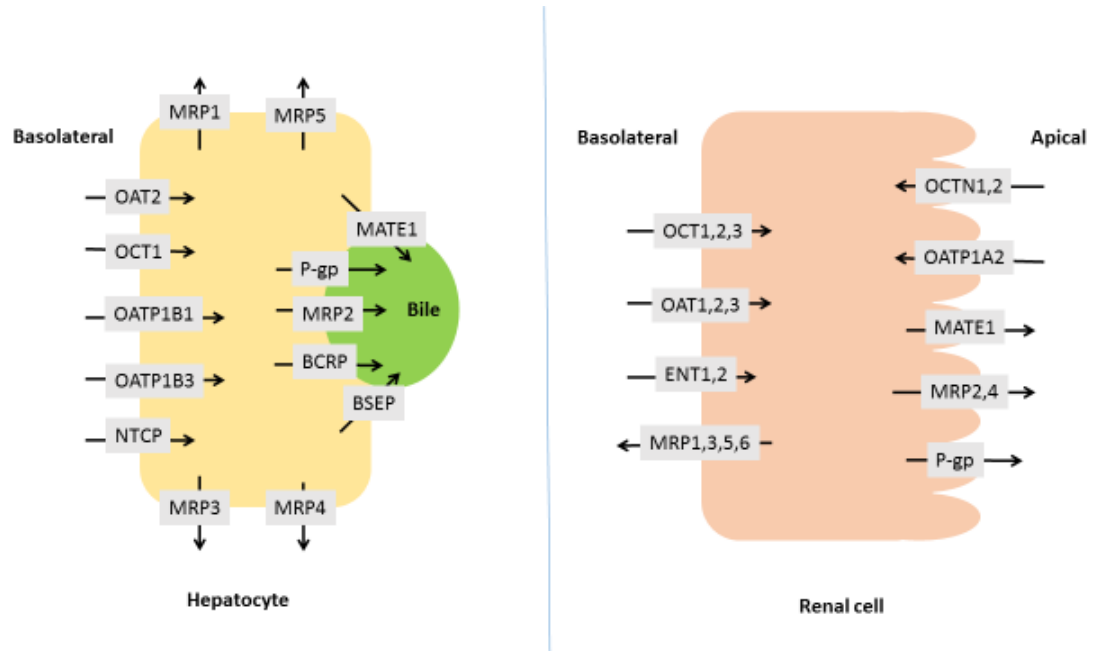 MRP1
MRP5
Basolateral
OAT2
OCT1
OATP1B1
OATP1B3
NTCP
MRP3
MRP4
MATE1
P-gp
MRP2
Bile
BCRP
BSEP
Hepatocyte
Basolateral
Apical
OCT1,2,3
OAT1,2,3
ENT1,2
MRP1,3,5,6
OCTN1,2
OATP1A2
MATE1
MRP2,4
P-gp
Renal cell